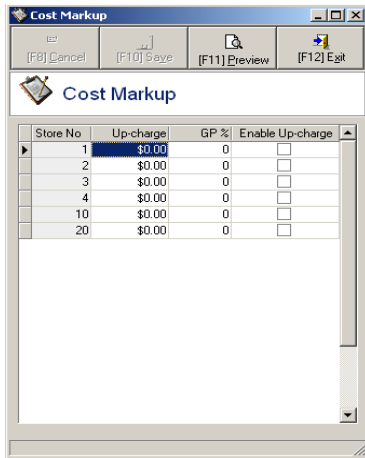 Cost Markup
[F8] Cancel [F10] Save [F11] Preview [F12] Exit
Cost Markup
Store No Up-charge GP % Enable Up-charge
1 $0.00 0
2 $0.00 0
3 $0.00 0
4 $0.00 0
10 $0.00 0
20 $0.00 0